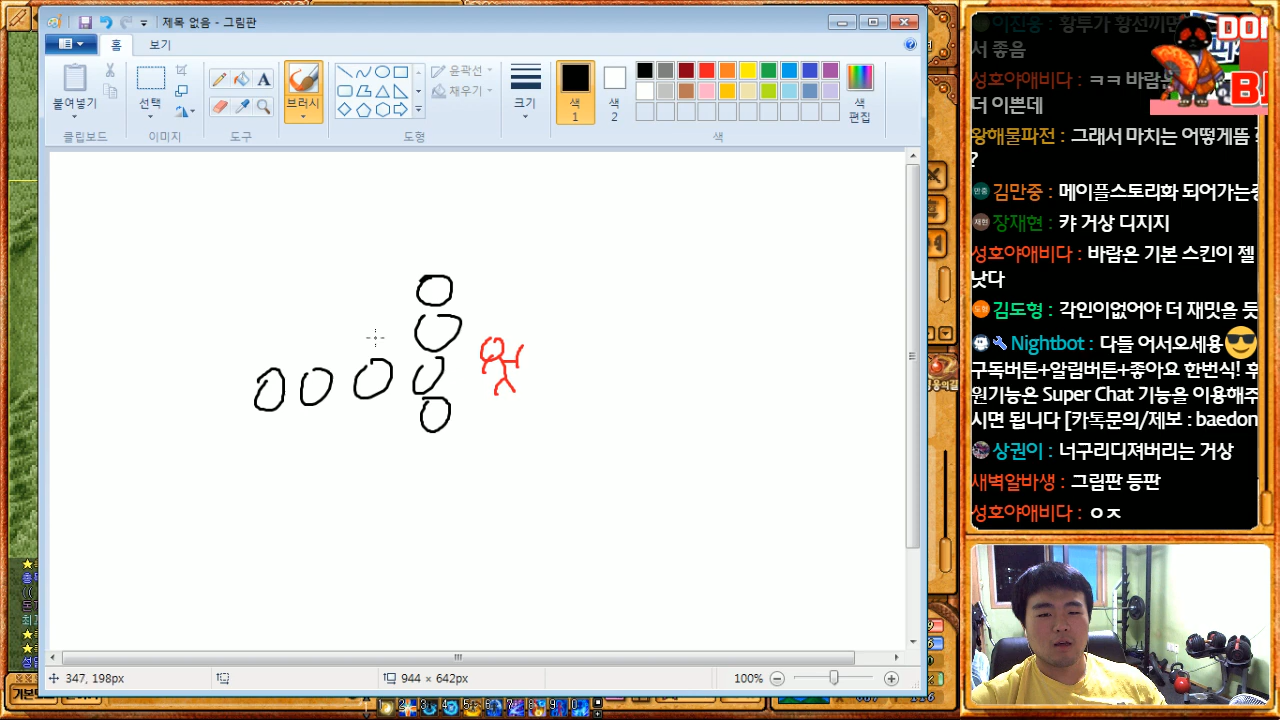 제목 없음 - 그림판
홈
보기
붙여넣기
선택
브러시
윤곽선
채우기
크기
색
1
색
2
색
편집
클립보드
이미지
도구
도형
색
347, 198px
944 × 642px
100%
이진용 : 황투가 황선끼면
서 좋음
성호야애비다 : ㅋㅋ 바람은
더 이쁜데
왕해물파전 : 그래서 마치는 어떻게뜸 ?
?
김만중 : 메이플스토리화 되어가는중
장재현 : 캬 거상 디지지
성호야애비다 : 바람은 기본 스킨이 젤
낫다
김도형 : 각인이없어야 더 재밋을 듯
Nightbot : 다들 어서오세용
구독버튼+알림버튼+좋아요 한번식! 후
원기능은 Super Chat 기능을 이용해주
시면 됩니다 [카톡문의/제보 : baedon
상권이 : 너구리디져버리는 거상
새벽알바생 : 그림판 등판
성호야애비다 : ㅇㅈ